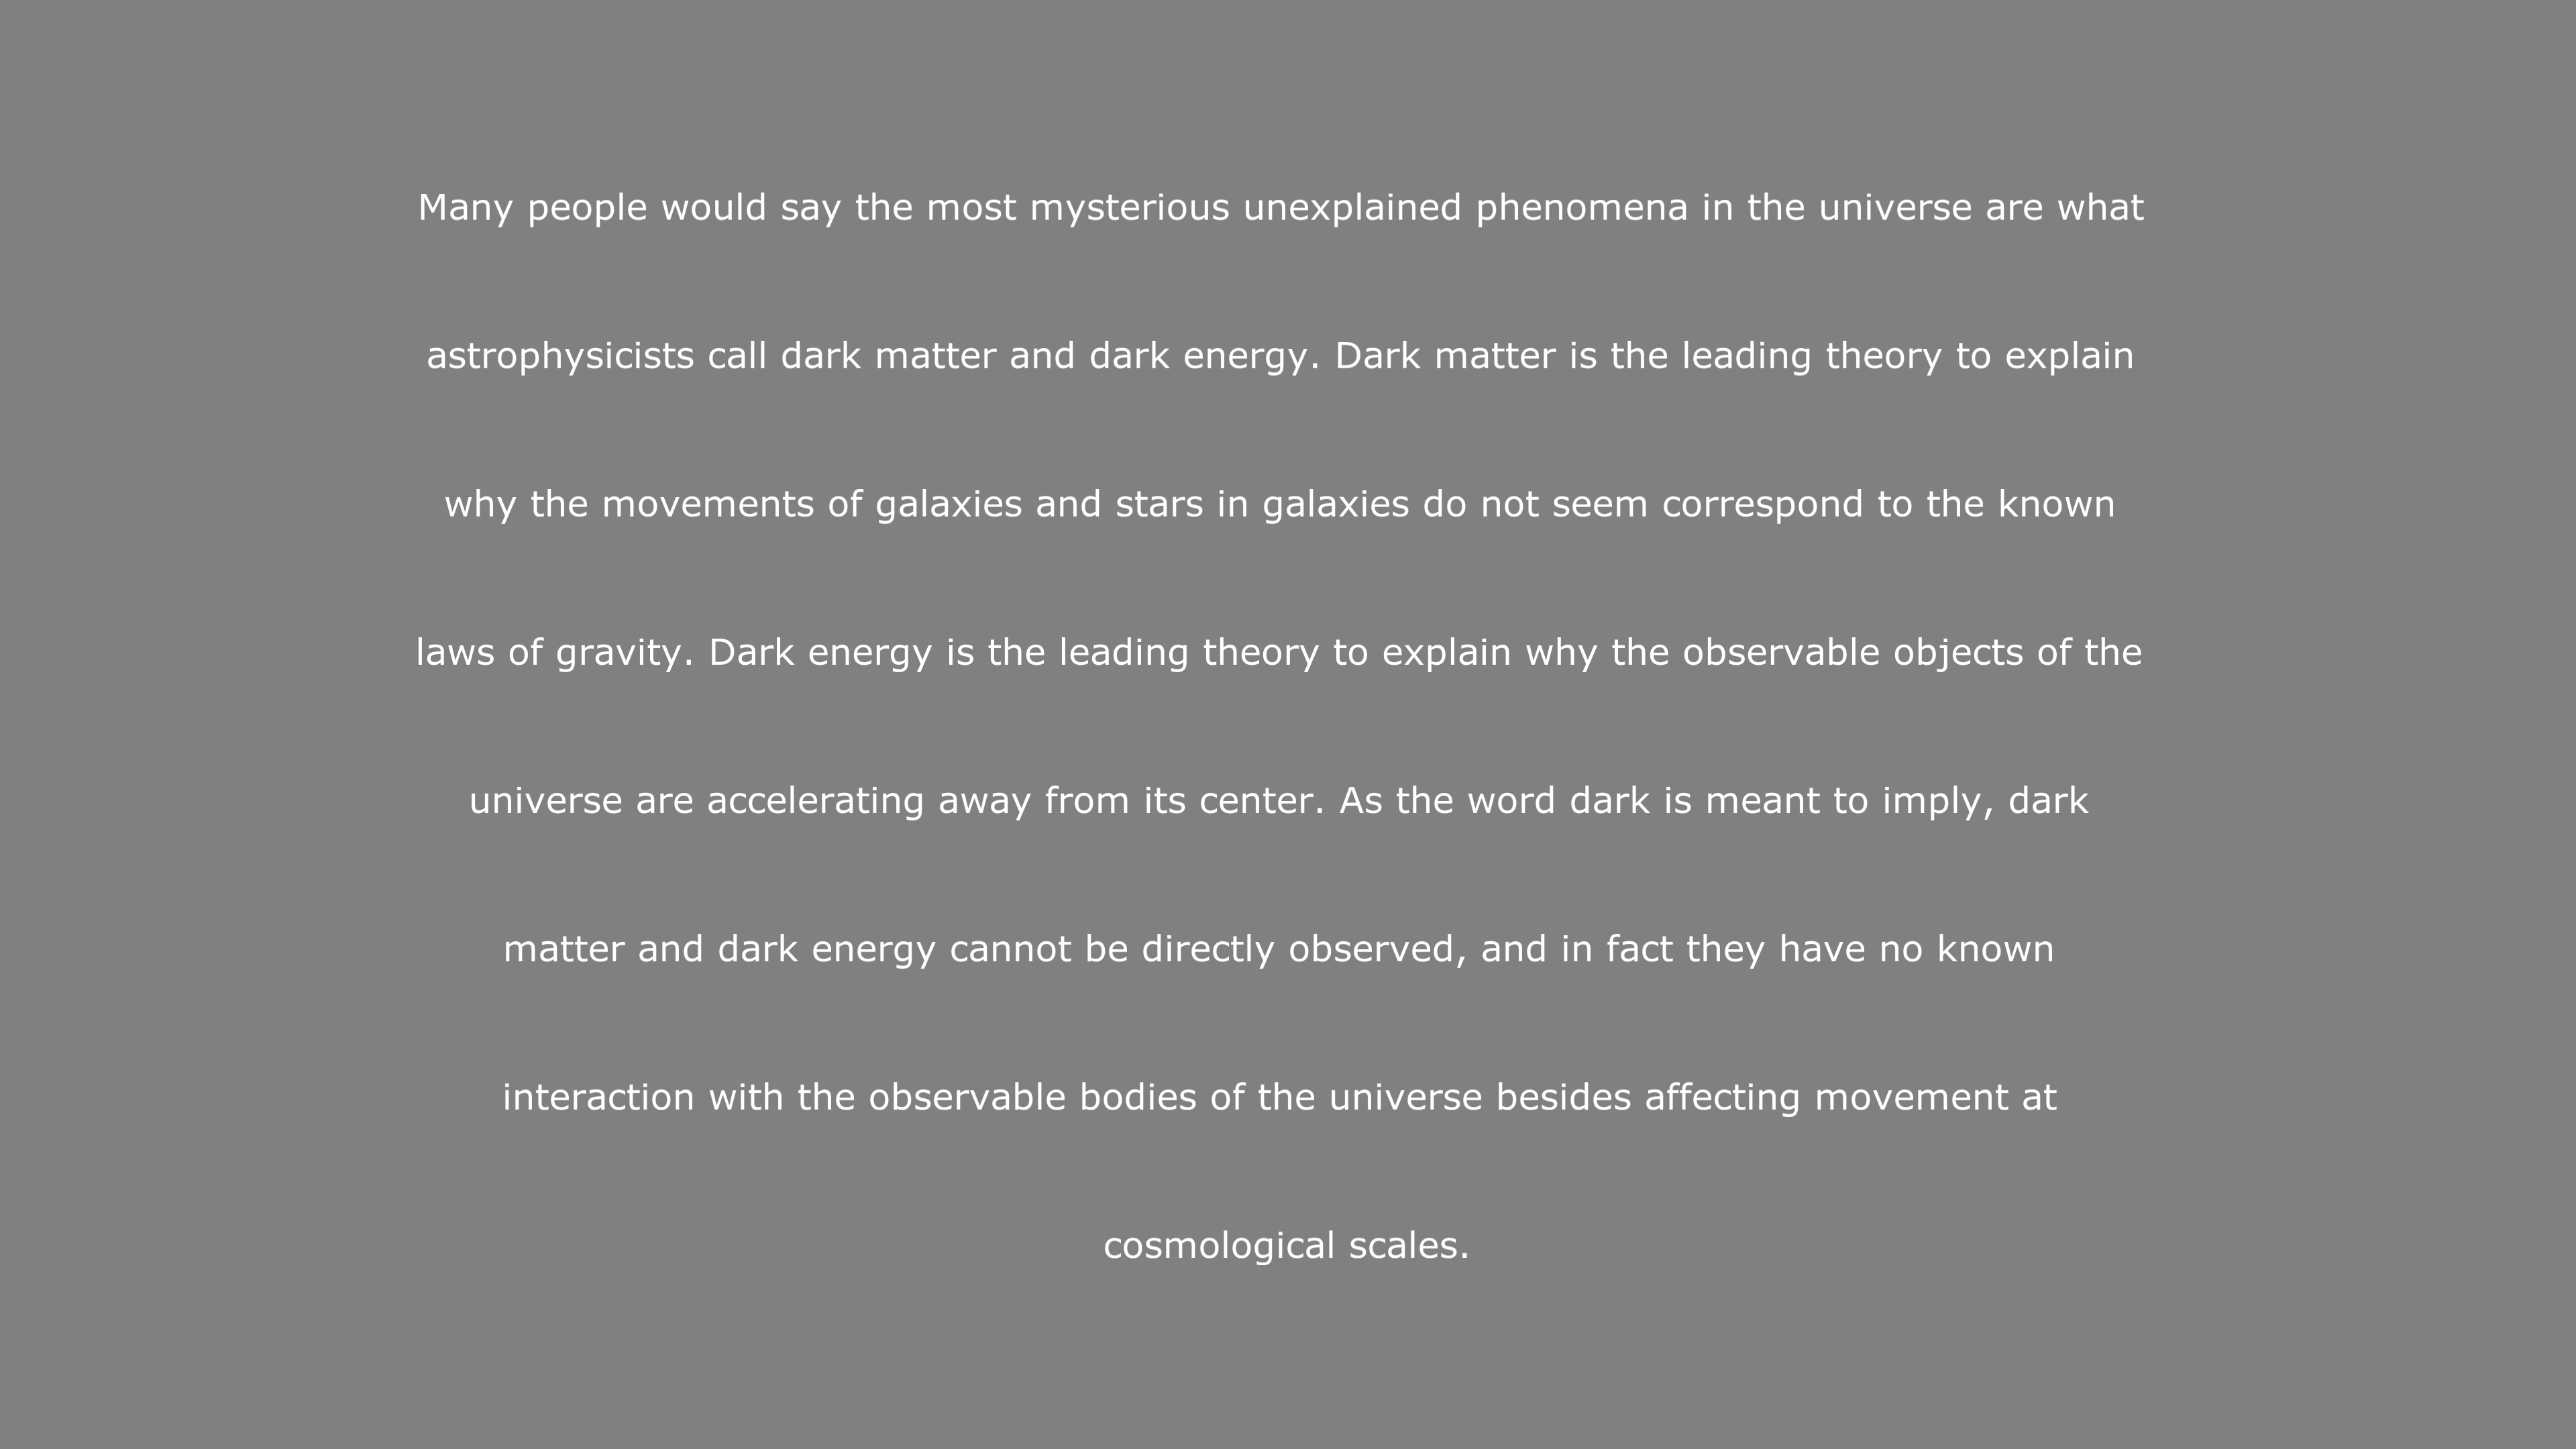 Many people would say the most mysterious unexplained phenomena in the universe are what
astrophysicists call dark matter and dark energy. Dark matter is the leading theory to explain
why the movements of galaxies and stars in galaxies do not seem correspond to the known
laws of gravity. Dark energy is the leading theory to explain why the observable objects of the
universe are accelerating away from its center. As the word dark is meant to imply, dark
matter and dark energy cannot be directly observed, and in fact they have no known
interaction with the observable bodies of the universe besides affecting movement at
cosmological scales.